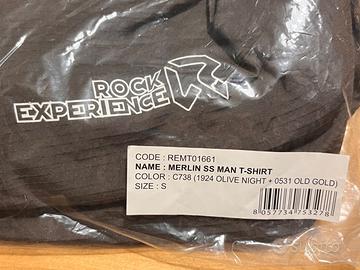 ROCK
EXPERIENCE
CODE : REMT01661
NAME : MERLIN SS MAN T-SHIRT
COLOR : C738 (1924 OLIVE NIGHT + 0531 OLD GOLD)
SIZE : S
8 057734 753278